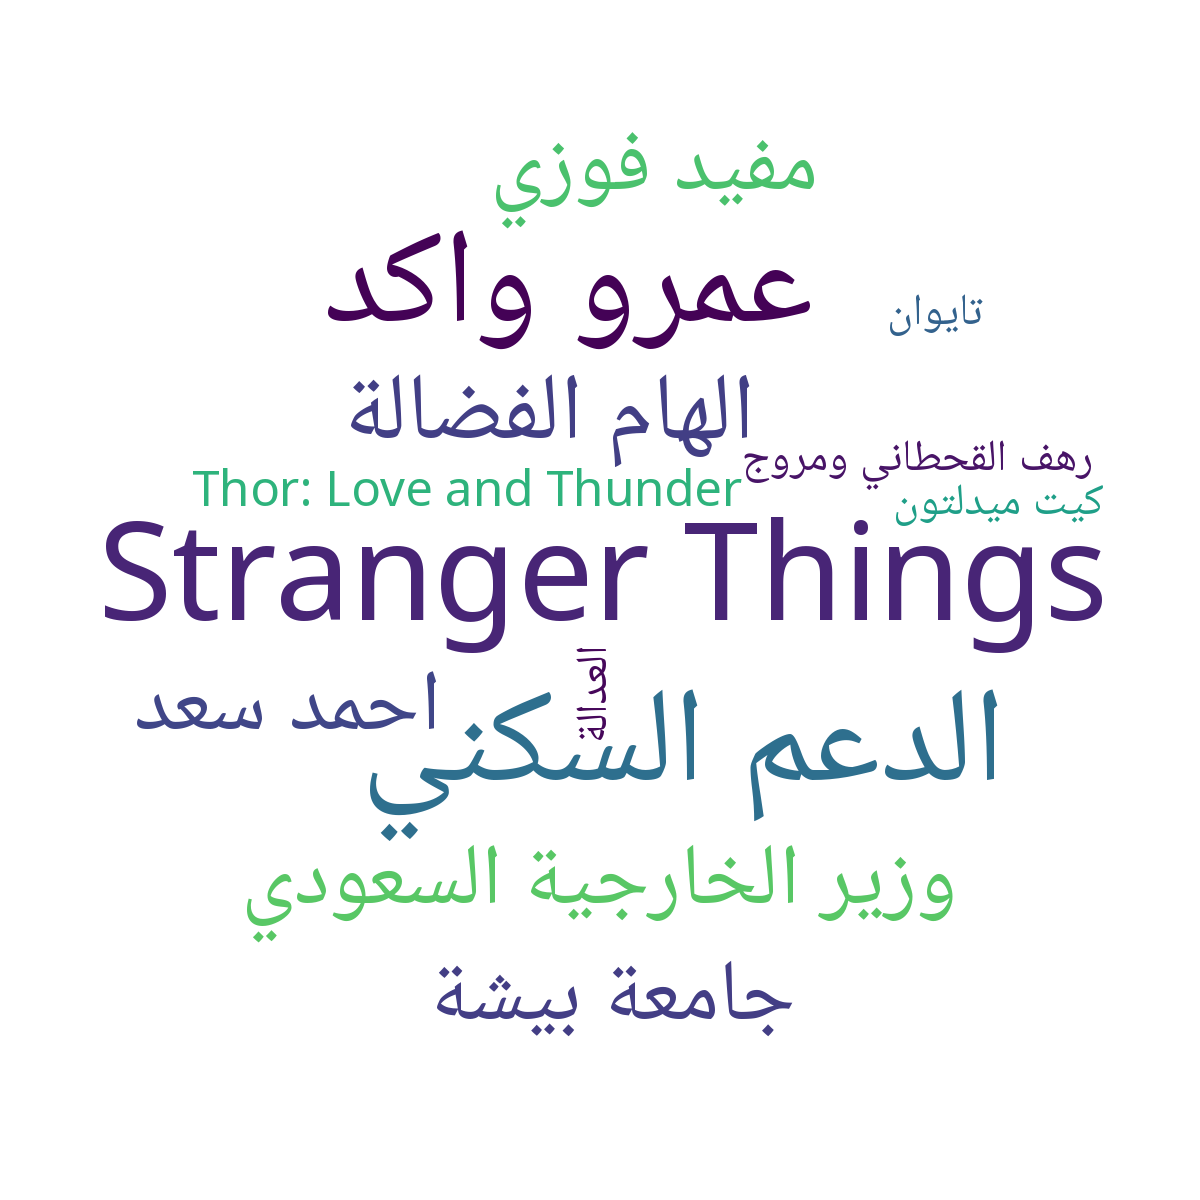 مفيد فوزي
عمرو واكد
تايوان
الهام الفضالة
رهف القحطاني ومروج
Thor: Love and Thunder
كيت ميدلتون
Stranger Things
العدالة
احمد سعد
الدعم السكني
وزير الخارجية السعودي
جامعة بيشة